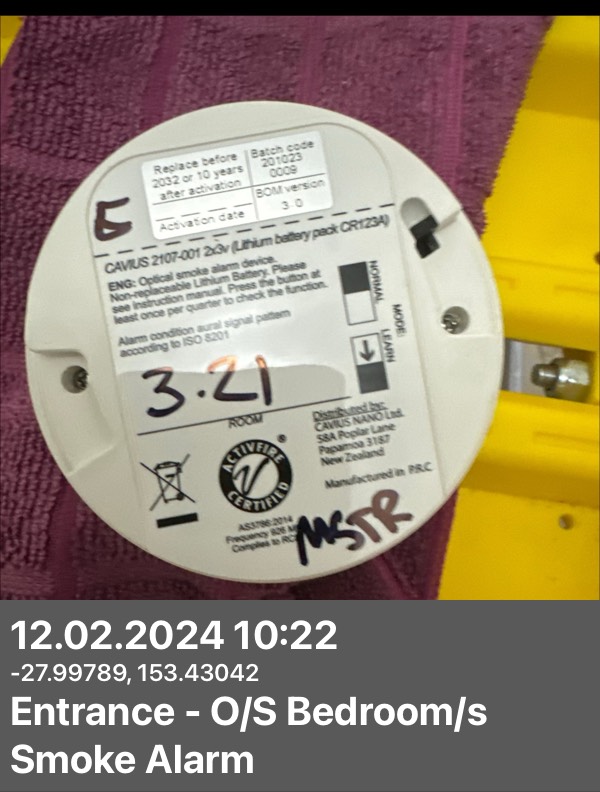 Replace before
2032 or 10 years
after activation
Activation date
Batch code
201023
0009
BOM version
3.0
E
CAVIUS 2107-001 2x3v (Lithium battery pack CR123A)
ENG: Optical smoke alarm device.
Non-replaceable Lithium Battery. Please
see instruction manual. Press the button at
least once per quarter to check the function.
Alarm condition aural signal pattern
according to ISO 8201
NORMAL
MODE:
LEARN
3.21
ROOM
ACTIVFIRE
®
CERTIFIED
Distributed by:
CAVIUS NANO Ltd.
58A Poplar Lane
Papamoa 3187
New Zealand
Manufactured in P.R.C.
AS3786:2014
Frequency 926 M
Complies to RC
MSTR
12.02.2024 10:22
-27.99789, 153.43042
Entrance - O/S Bedroom/s
Smoke Alarm